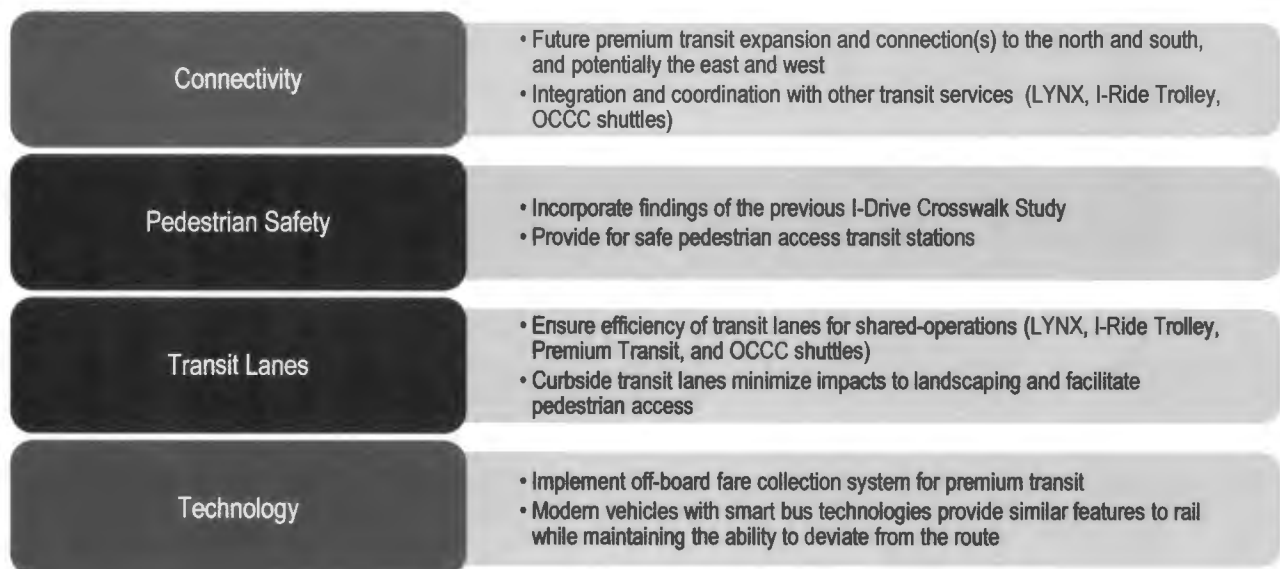 Connectivity
• Future premium transit expansion and connection(s) to the north and south,
and potentially the east and west
• Integration and coordination with other transit services (LYNX, I-Ride Trolley,
OCCC shuttles)
Pedestrian Safety
• Incorporate findings of the previous I-Drive Crosswalk Study
• Provide for safe pedestrian access transit stations
Transit Lanes
• Ensure efficiency of transit lanes for shared-operations (LYNX, I-Ride Trolley,
Premium Transit, and OCCC shuttles)
• Curbside transit lanes minimize impacts to landscaping and facilitate
pedestrian access
Technology
• Implement off-board fare collection system for premium transit
• Modern vehicles with smart bus technologies provide similar features to rail
while maintaining the ability to deviate from the route